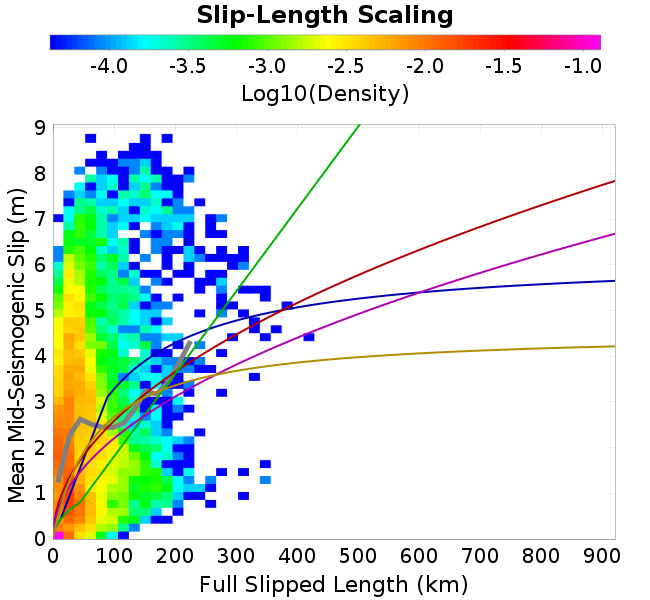 Slip-Length Scaling
-4.0 -3.5 -3.0 -2.5 -2.0 -1.5 -1.0
Log10(Density)
Mean Mid-Seismogenic Slip (m)
9
8
7
6
5
4
3
2
1
0
0 100 200 300 400 500 600 700 800 900
Full Slipped Length (km)